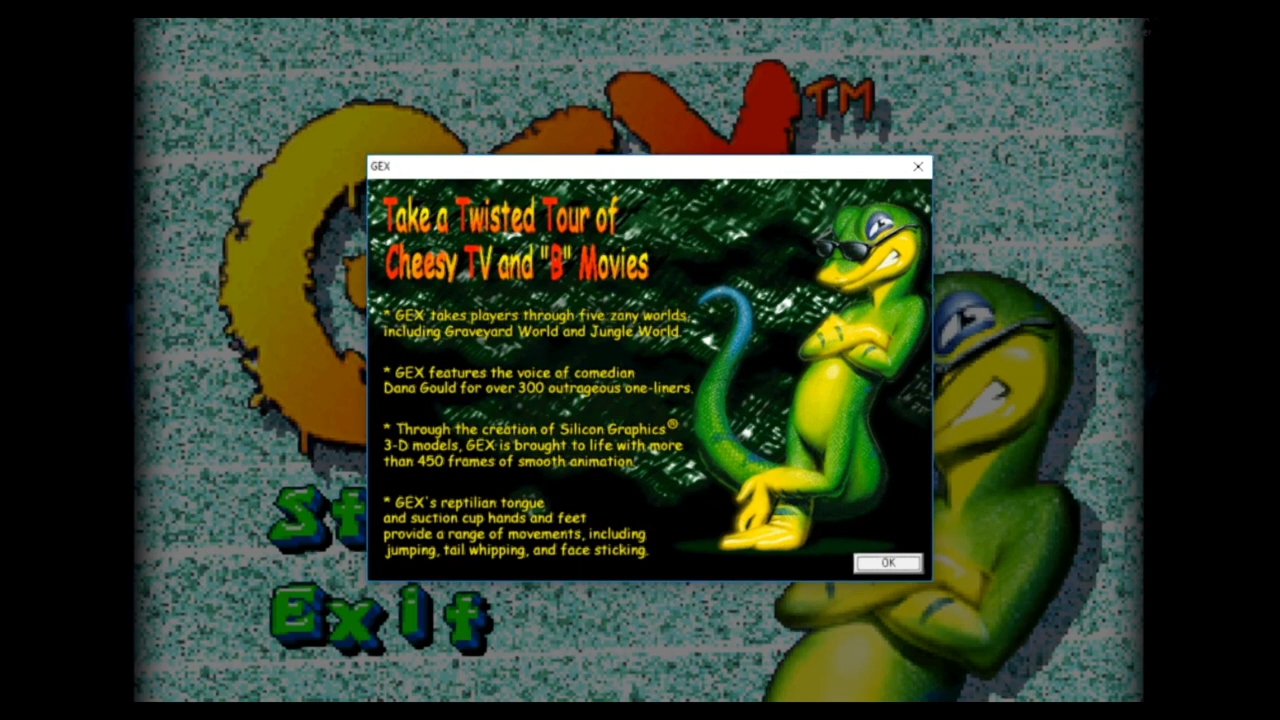 GEX
TM
GEX
Take a Twisted Tour of
Cheesy TV and "B" Movies
* GEX takes players through five zany worlds,
including Graveyard World and Jungle World.
* GEX features the voice of comedian
Dana Gould for over 300 outrageous one-liners.
* Through the creation of Silicon Graphics®
3-D models, GEX is brought to life with more
than 450 frames of smooth animation.
* GEX's reptilian tongue
and suction cup hands and feet
provide a range of movements, including
jumping, tail whipping, and face sticking.
OK
St
Exit